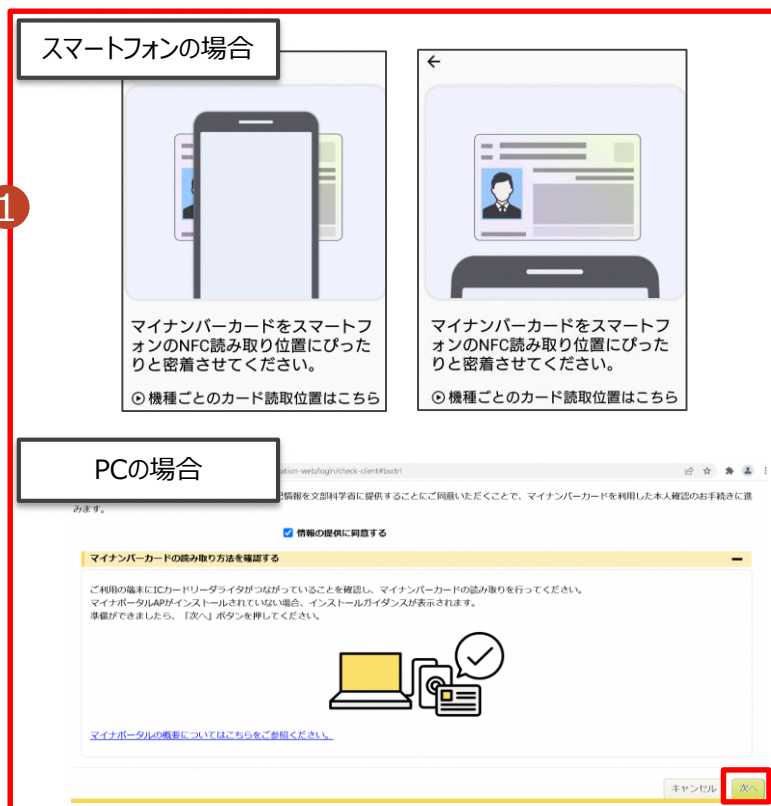 スマートフォンの場合
1
マイナンバーカードをスマートフ
ォンのNFC読み取り位置にぴった
りと密着させてください。
機種ごとのカード読取位置はこちら
マイナンバーカードをスマートフ
ォンのNFC読み取り位置にぴった
りと密着させてください。
機種ごとのカード読取位置はこちら
PCの場合
ation-web/login/check-client#bsctrl
情報を文部科学省に提供することにご同意いただくことで、マイナンバーカードを利用した本人確認のお手続きに進
みます。
情報の提供に同意する
マイナンバーカードの読み取り方法を確認する
ご利用の端末にICカードリーダライタがつながっていることを確認し、マイナンバーカードの読み取りを行ってください。
マイナポータルAPがインストールされていない場合、インストールガイダンスが表示されます。
準備ができましたら、「次へ」ボタンを押してください。
マイナポータルの概要についてはこちらをご参照ください。
キャンセル
次へ